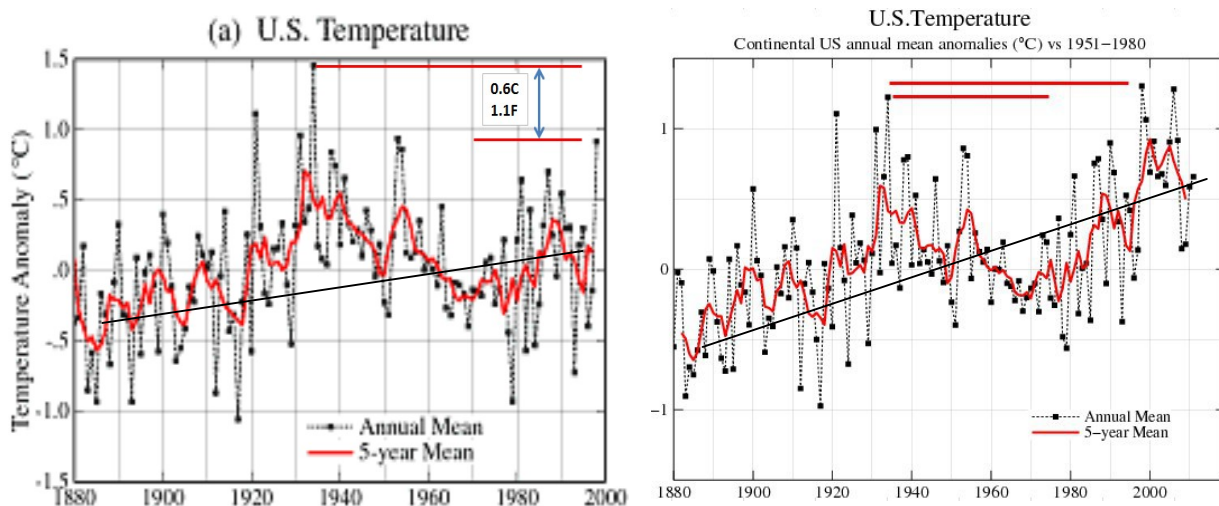 (a) U.S. Temperature
Temperature Anomaly (°C)
1.5
1.0
.5
.0
-.5
-1.0
-1.5
0.6C
1.1F
Annual Mean
5-year Mean
1880 1900 1920 1940 1960 1980 2000
U.S.Temperature
Continental US annual mean anomalies (°C) vs 1951−1980
1
0
−1
Annual Mean
5−year Mean
1880 1900 1920 1940 1960 1980 2000